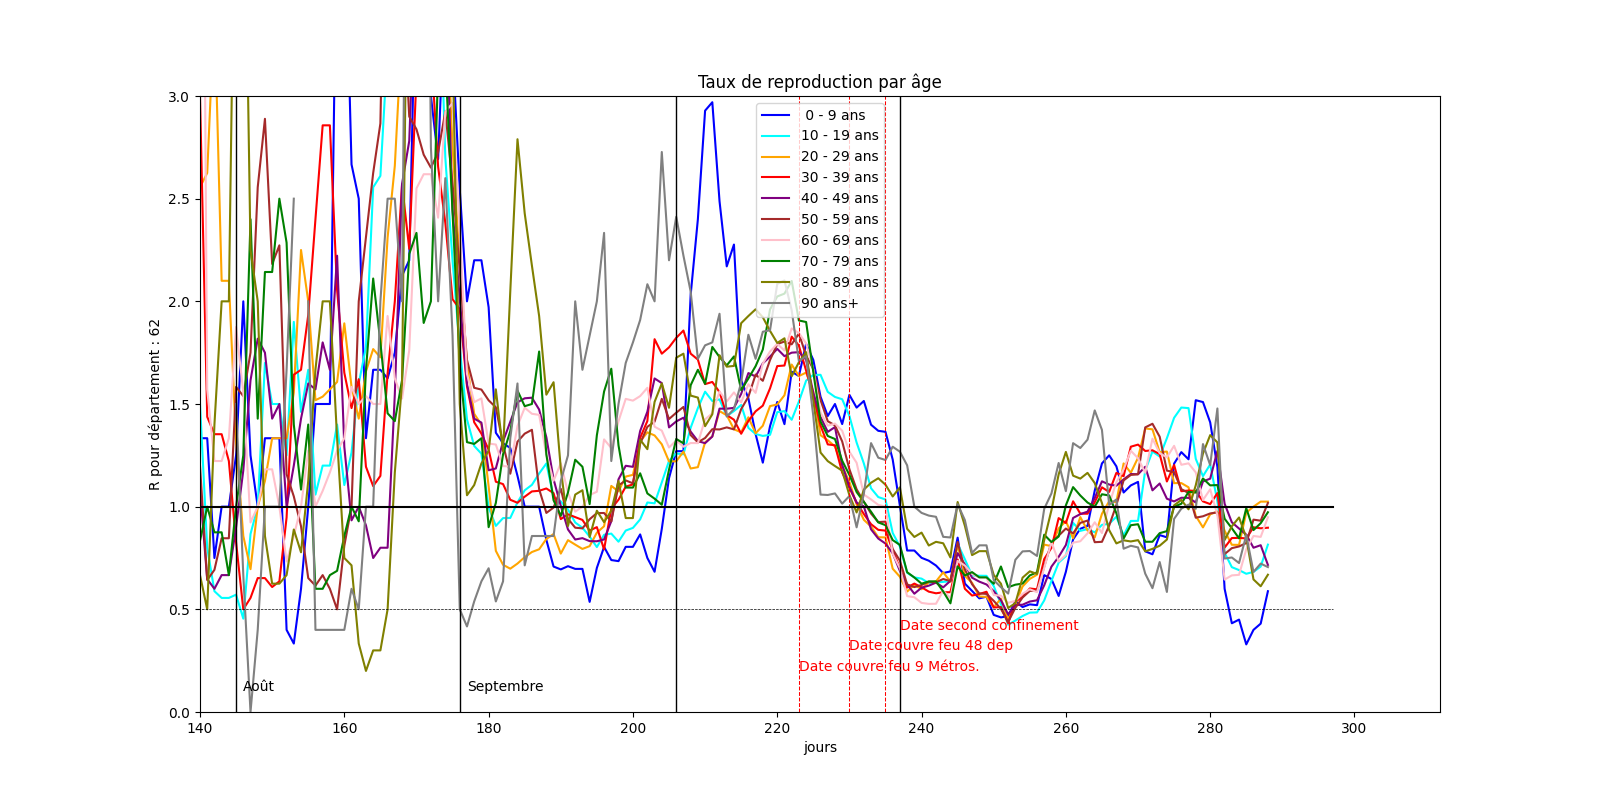 Taux de reproduction par âge
R pour département : 62
3.0
2.5
2.0
1.5
1.0
0.5
0.0
0 - 9 ans
10 - 19 ans
20 - 29 ans
30 - 39 ans
40 - 49 ans
50 - 59 ans
60 - 69 ans
70 - 79 ans
80 - 89 ans
90 ans+
Date second confinement
Date couvre feu 48 dep
Date couvre feu 9 Métros.
Août
Septembre
140 160 180 200 220 240 260 280 300
jours